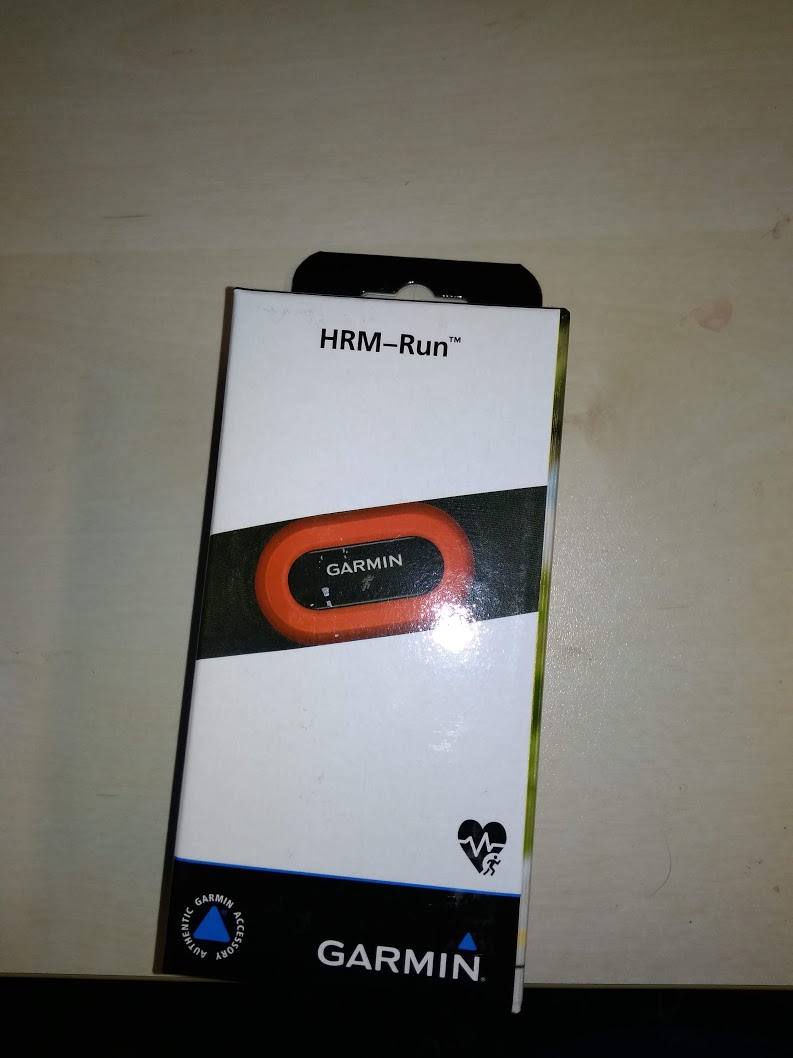 HRM–Run™
GARMIN
AUTHENTIC GARMIN ACCESSORY
GARMIN.